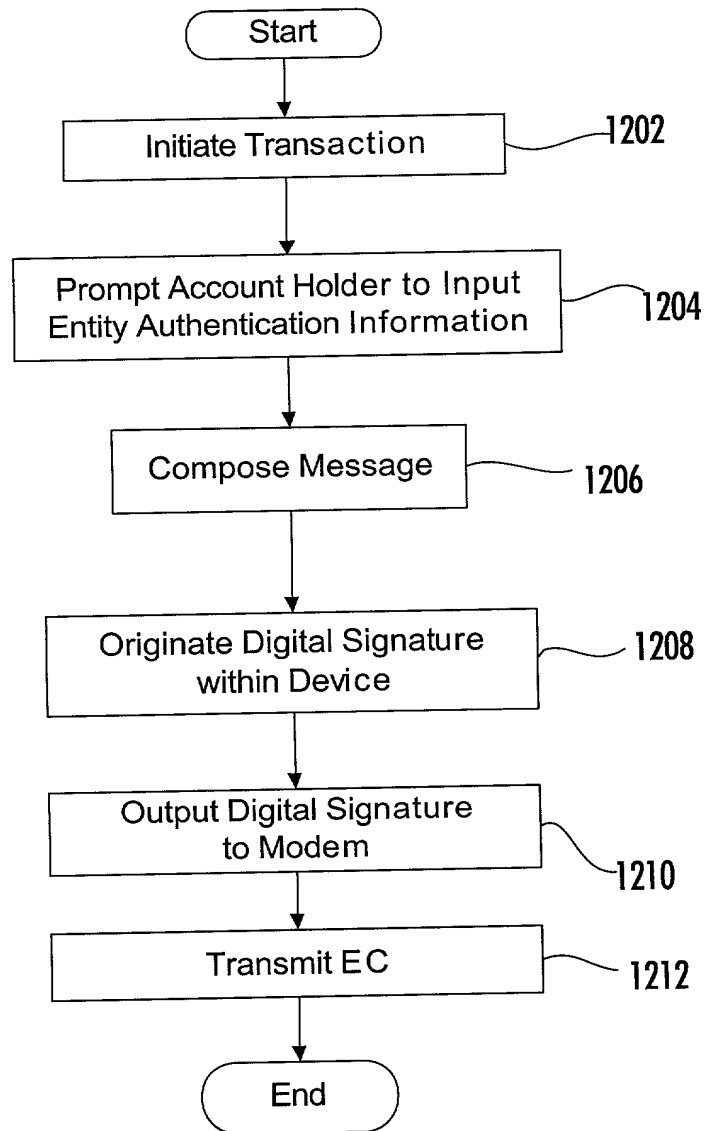 Start
Initiate Transaction
1202
Prompt Account Holder to Input
Entity Authentication Information
1204
Compose Message
1206
Originate Digital Signature
within Device
1208
Output Digital Signature
to Modem
1210
Transmit EC
1212
End